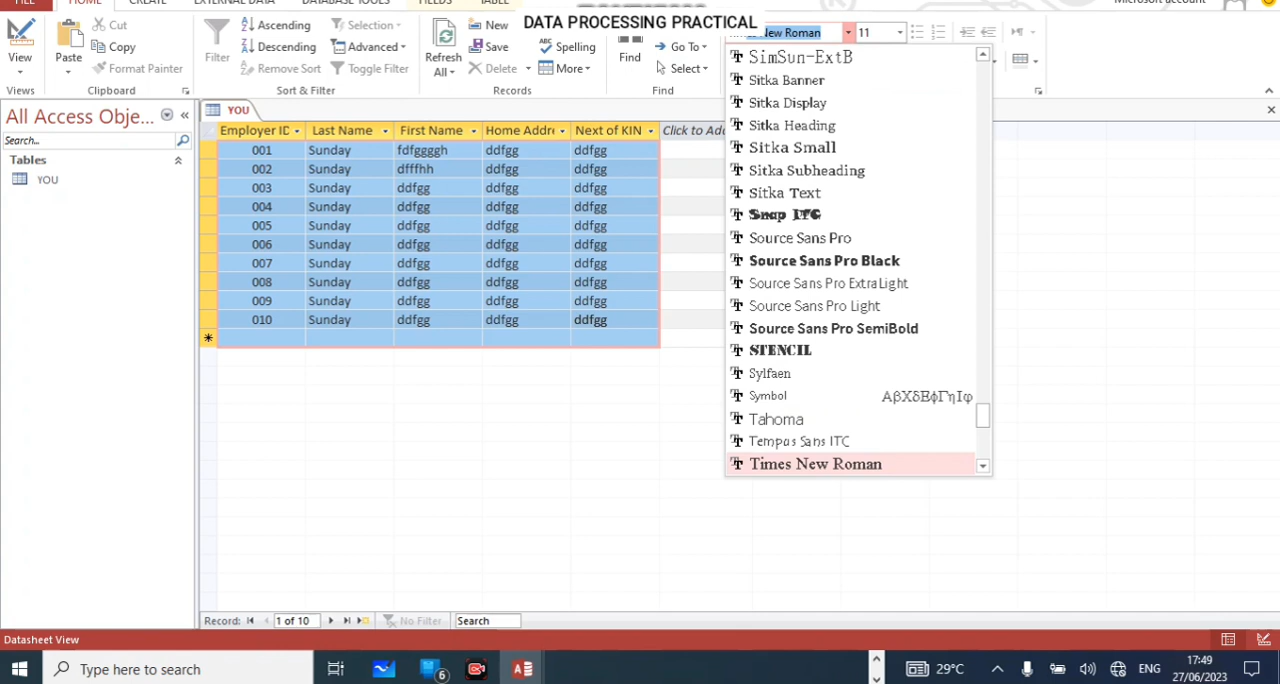 FILE HOME CREATE EXTERNAL DATA DATABASE TOOLS FIELDS TABLE Microsoft account
DATA PROCESSING PRACTICAL
View
Views
Paste
Cut
Copy
Format Painter
Clipboard
Filter
Ascending
Descending
Remove Sort
Selection
Advanced
Toggle Filter
Sort & Filter
Refresh
All
New
Save
Delete
Spelling
More
Records
Find
Go To
Select
Find
New Roman 11
All Access Obje...
Search...
Tables
YOU
YOU
Employer ID Last Name First Name Home Addre Next of KIN Click to Add
001 Sunday fdfggggh ddfgg ddfgg
002 Sunday dfffhh ddfgg ddfgg
003 Sunday ddfgg ddfgg ddfgg
004 Sunday ddfgg ddfgg ddfgg
005 Sunday ddfgg ddfgg ddfgg
006 Sunday ddfgg ddfgg ddfgg
007 Sunday ddfgg ddfgg ddfgg
008 Sunday ddfgg ddfgg ddfgg
009 Sunday ddfgg ddfgg ddfgg
010 Sunday ddfgg ddfgg ddfgg
SimSun-ExtB
Sitka Banner
Sitka Display
Sitka Heading
Sitka Small
Sitka Subheading
Sitka Text
Snap ITC
Source Sans Pro
Source Sans Pro Black
Source Sans Pro ExtraLight
Source Sans Pro Light
Source Sans Pro SemiBold
STENCIL
Sylfaen
Symbol ΑβΧδΕφΓηΙφ
Tahoma
Tempus Sans ITC
Times New Roman
Record: 1 of 10 No Filter Search
Datasheet View
Type here to search
6
29°C
ENG
17:49
27/06/2023